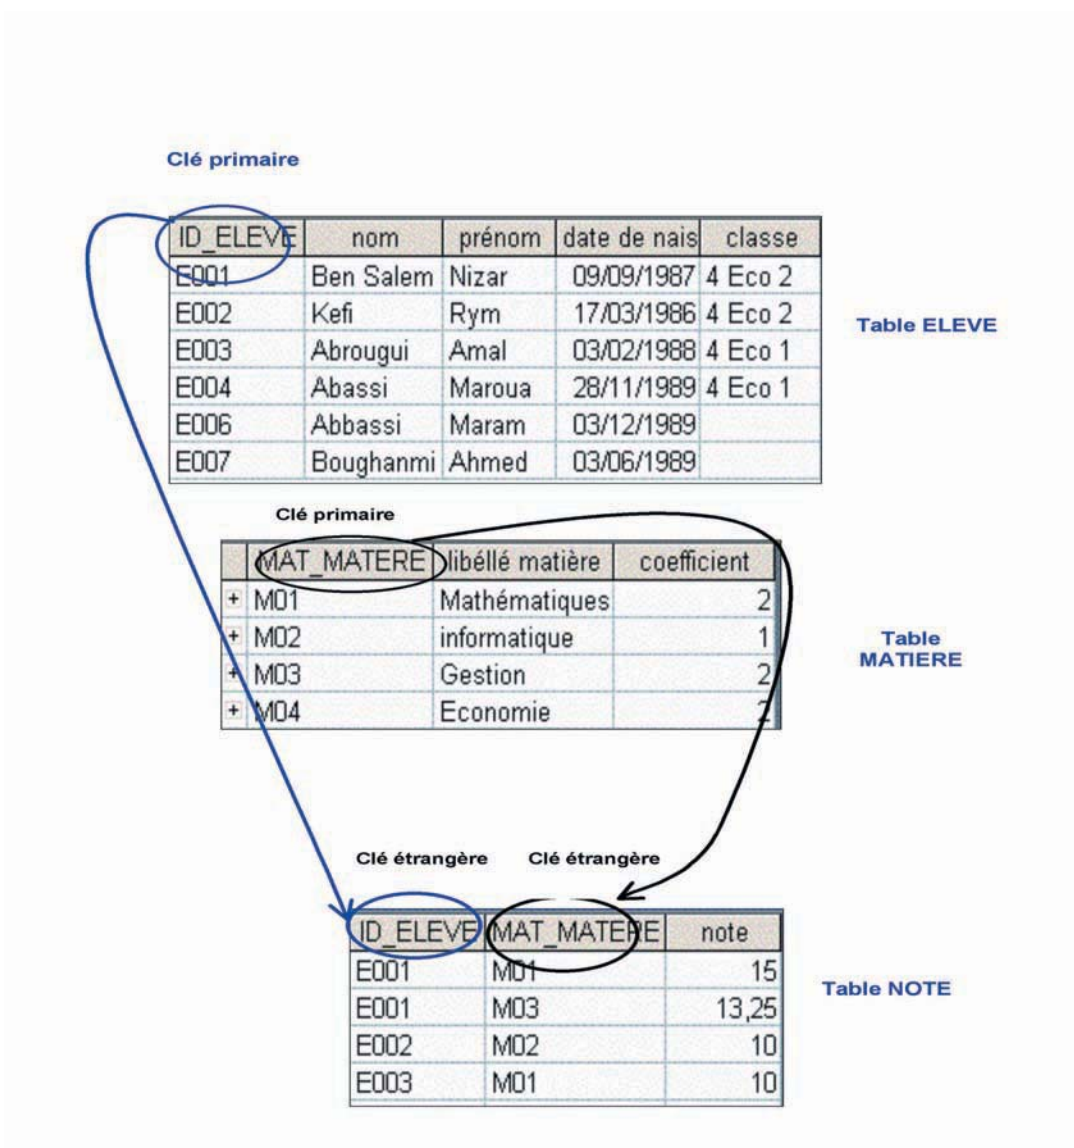 Clé primaire
ID_ELEVE nom prénom date de nais classe
E001 Ben Salem Nizar 09/09/1987 4 Eco 2
E002 Kefi Rym 17/03/1986 4 Eco 2
E003 Abrougui Amal 03/02/1988 4 Eco 1
E004 Abassi Maroua 28/11/1989 4 Eco 1
E006 Abbassi Maram 03/12/1989
E007 Boughanmi Ahmed 03/06/1989
Table ELEVE
Clé primaire
MAT_MATERE libéllé matière coefficient
+ M01 Mathématiques 2
+ M02 informatique 1
+ M03 Gestion 2
+ M04 Economie 2
Table
MATIERE
Clé étrangère Clé étrangère
ID_ELEVE MAT_MATERE note
E001 M01 15
E001 M03 13,25
E002 M02 10
E003 M01 10
Table NOTE